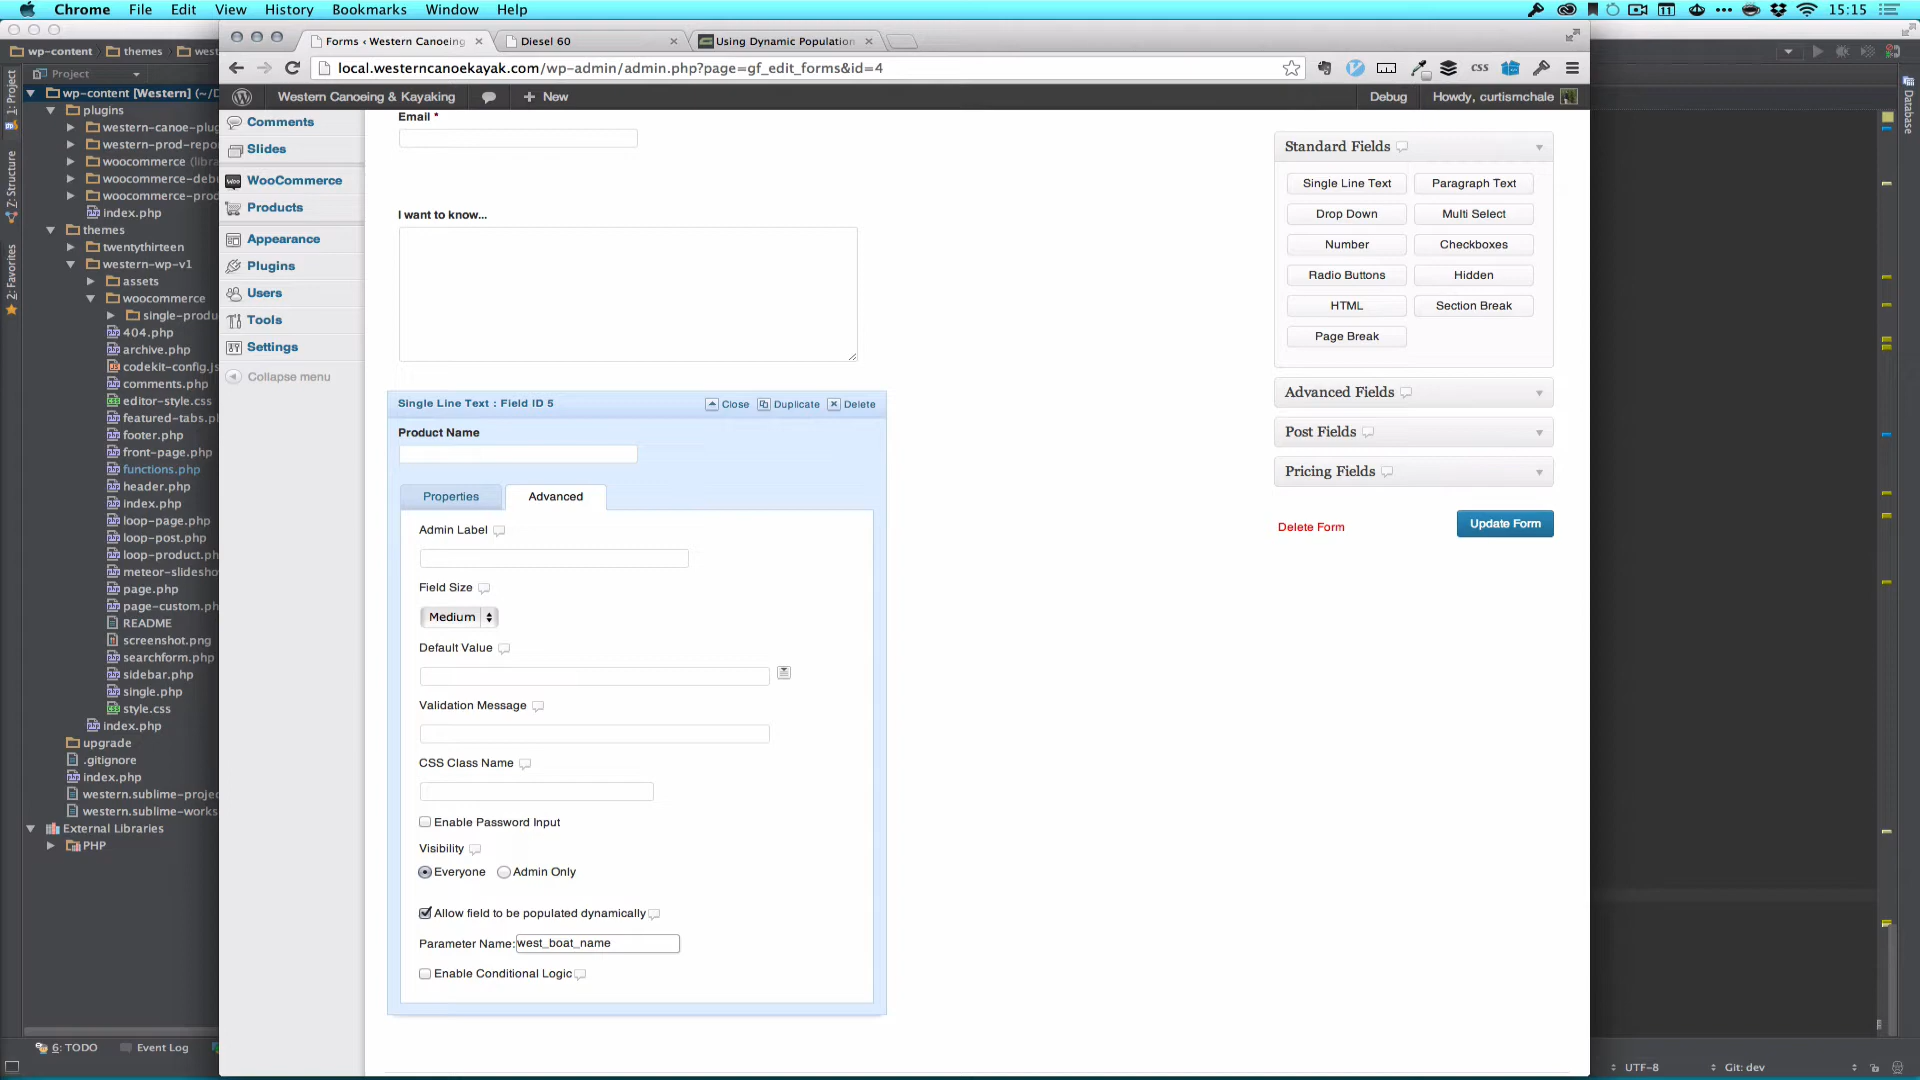 Chrome File Edit View History Bookmarks Window Help
11 15:15
Forms ‹ Western Canoeing
Diesel 60
Using Dynamic Population
local.westerncanoekayak.com/wp-admin/admin.php?page=gf_edit_forms&id=4
CSS
Western Canoeing & Kayaking
+ New
Debug
Howdy, curtismchale
wp-content
themes
west
Project
1: Project
Z: Structure
2: Favorites
Database
wp-content [Western] (~/D
plugins
western-canoe-plu
western-prod-repo
woocommerce (libra
woocommerce-deb
woocommerce-prod
index.php
themes
twentythirteen
western-wp-v1
assets
woocommerce
single-produ
404.php
archive.php
codekit-config.js
comments.php
editor-style.css
featured-tabs.p
footer.php
front-page.php
functions.php
header.php
index.php
loop-page.php
loop-post.php
loop-product.ph
meteor-slidesho
page.php
page-custom.ph
README
screenshot.png
searchform.php
sidebar.php
single.php
style.css
index.php
upgrade
.gitignore
index.php
western.sublime-projec
western.sublime-works
External Libraries
PHP
6: TODO
Event Log
Comments
Slides
WooCommerce
Products
Appearance
Plugins
Users
Tools
Settings
Collapse menu
Email *
I want to know...
Single Line Text : Field ID 5
Close Duplicate Delete
Product Name
Properties
Advanced
Admin Label
Field Size
Medium
Default Value
Validation Message
CSS Class Name
Enable Password Input
Visibility
Everyone Admin Only
Allow field to be populated dynamically
Parameter Name: west_boat_name
Enable Conditional Logic
Standard Fields
Single Line Text Paragraph Text
Drop Down Multi Select
Number Checkboxes
Radio Buttons Hidden
HTML Section Break
Page Break
Advanced Fields
Post Fields
Pricing Fields
Delete Form
Update Form
UTF-8
Git: dev